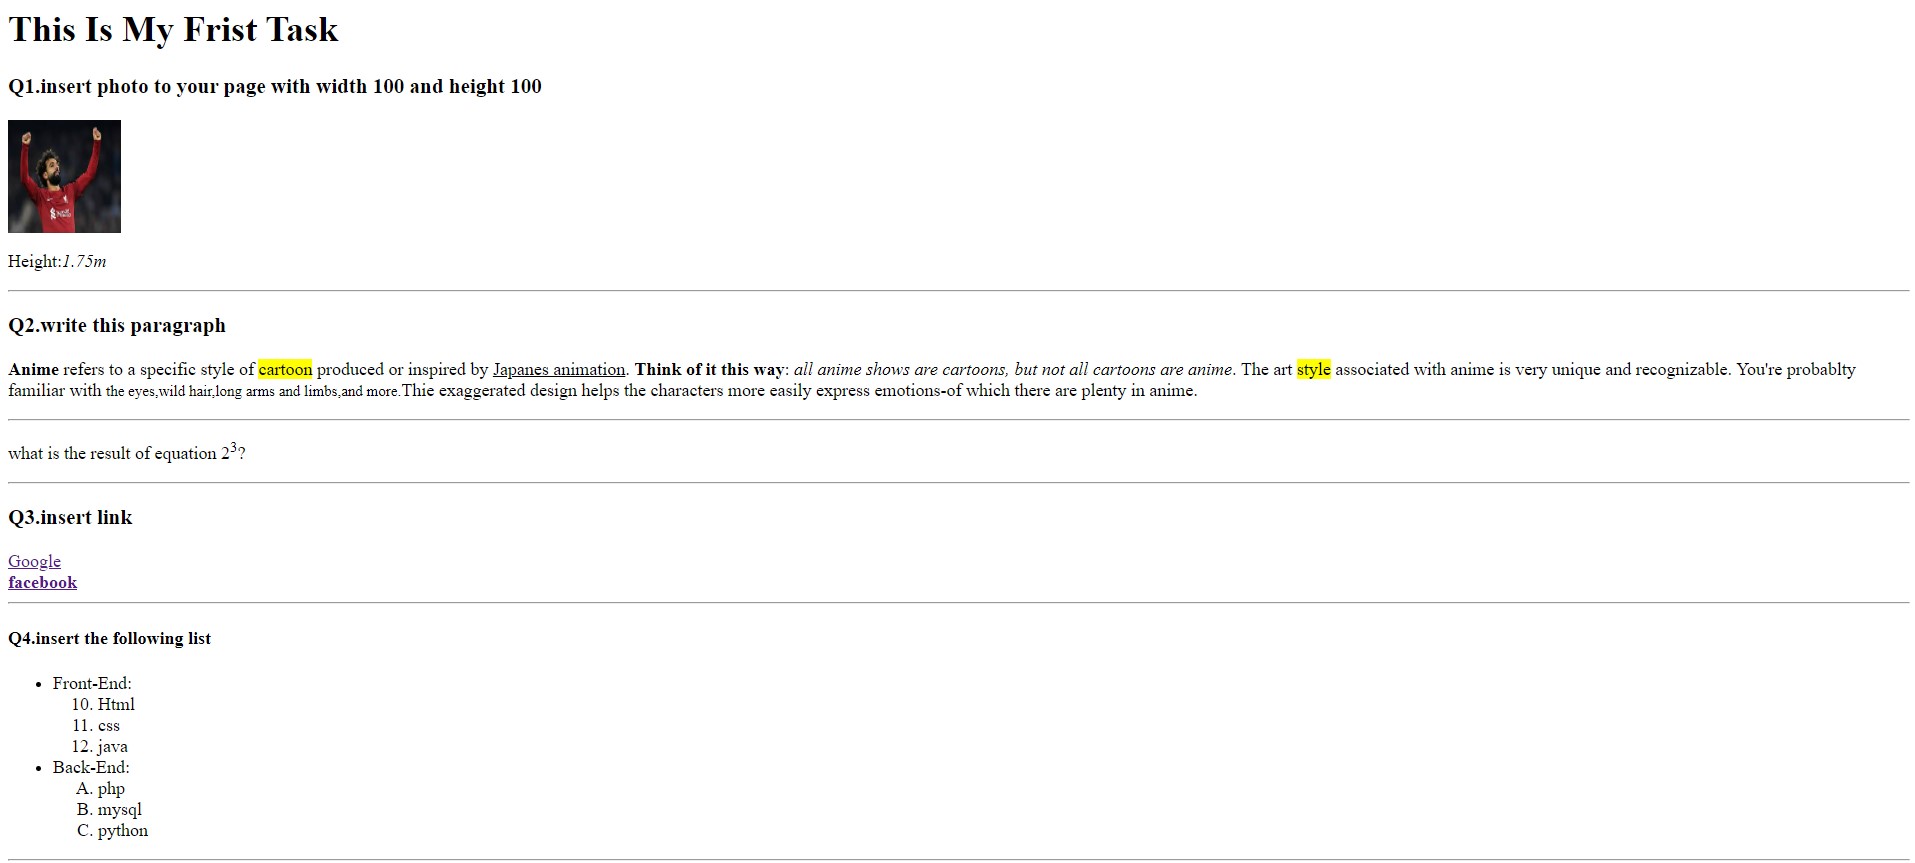 This Is My Frist Task
Q1.insert photo to your page with width 100 and height 100
Height:1.75m
Q2.write this paragraph
Anime refers to a specific style of cartoon produced or inspired by Japanes animation. Think of it this way: all anime shows are cartoons, but not all cartoons are anime. The art style associated with anime is very unique and recognizable. You're probablty
familiar with the eyes,wild hair,long arms and limbs,and more.Thie exaggerated design helps the characters more easily express emotions-of which there are plenty in anime.
what is the result of equation 2³?
Q3.insert link
Google
facebook
Q4.insert the following list
• Front-End:
10. Html
11. css
12. java
• Back-End:
A. php
B. mysql
C. python